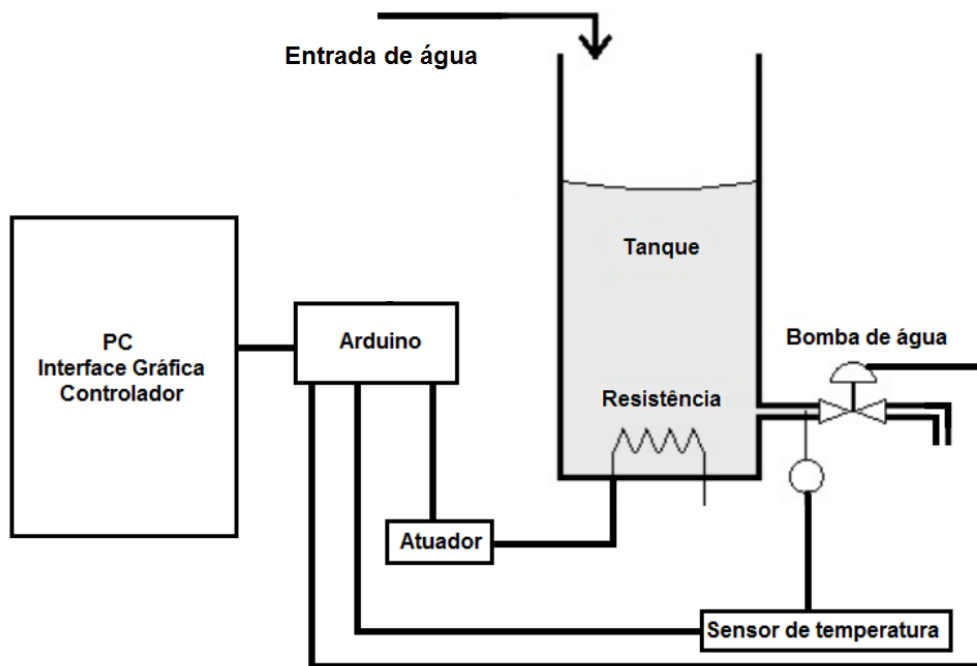 Entrada de água
Tanque
PC
Interface Gráfica
Controlador
Arduino
Bomba de água
Resistência
Atuador
Sensor de temperatura